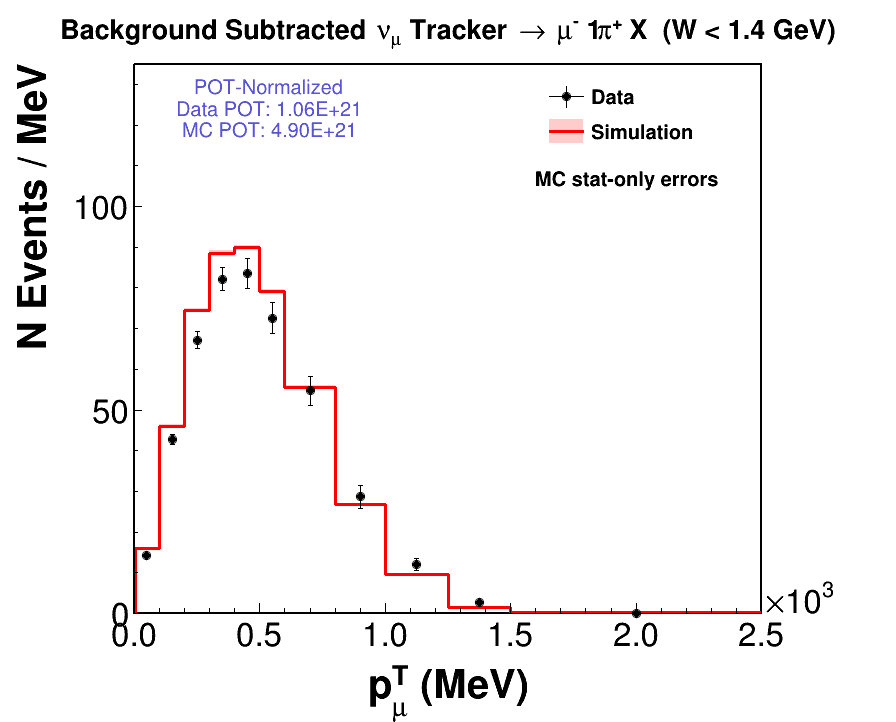 Background Subtracted νμ Tracker → μ- 1π+ X (W < 1.4 GeV)
POT-Normalized
Data POT: 1.06E+21
MC POT: 4.90E+21
Data
Simulation
MC stat-only errors
N Events / MeV
100
50
0
0.0 0.5 1.0 1.5 2.0 2.5
×10³
pμT (MeV)